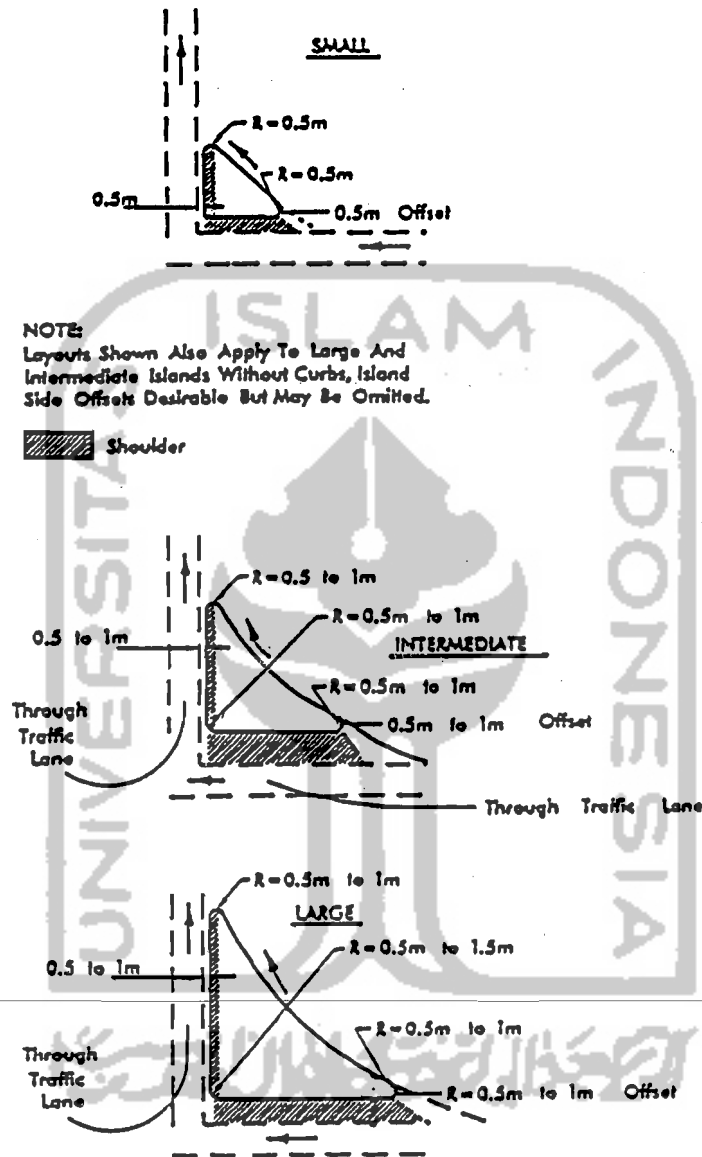 SMALL
R=0.5m
R=0.5m
0.5m
0.5m Offset
NOTE:
Layouts Shown Also Apply To Large And
Intermediate Islands Without Curbs, Island
Side Offsets Desirable But May Be Omitted.
Shoulder
R=0.5 to 1m
R=0.5m to 1m
0.5 to 1m
INTERMEDIATE
R=0.5m to 1m
0.5m to 1m Offset
Through
Traffic
Lane
Through Traffic Lane
R=0.5m to 1m
LARGE
R=0.5m to 1.5m
0.5 to 1m
R=0.5m to 1m
Through
Traffic
Lane
R=0.5m to 1m Offset
UNIVERSITAS
ISLAM
INDONESIA